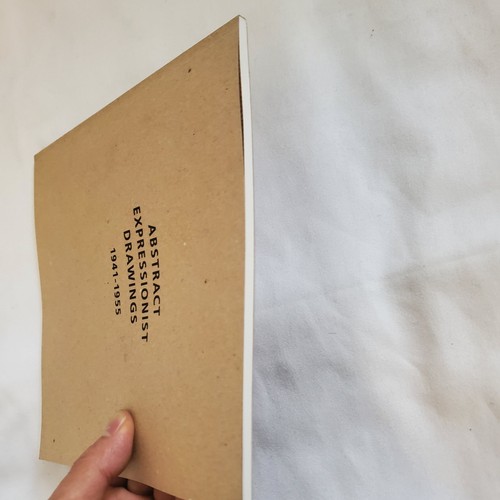 ABSTRACT
EXPRESSIONIST
DRAWINGS
1941-1955